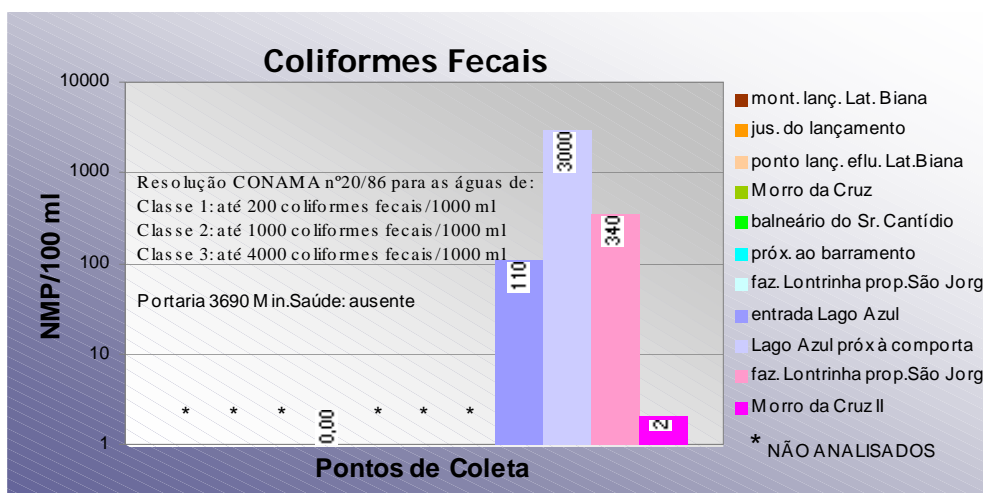 Coliformes Fecais
NMP/100 ml
10000
1000
100
10
1
Resolução CONAMA nº20/86 para as águas de:
Classe 1: até 200 coliformes fecais/1000 ml
Classe 2: até 1000 coliformes fecais/1000 ml
Classe 3: até 4000 coliformes fecais/1000 ml
Portaria 3690 Min.Saúde: ausente
* * * 0,00 * * * 110 3000 340 2
Pontos de Coleta
mont. lanç. Lat. Biana
jus. do lançamento
ponto lanç. eflu. Lat.Biana
Morro da Cruz
balneário do Sr. Cantídio
próx. ao barramento
faz. Lontrinha prop.São Jorg
entrada Lago Azul
Lago Azul próx à comporta
faz. Lontrinha prop.São Jorg
Morro da Cruz II
* NÃO ANALISADOS